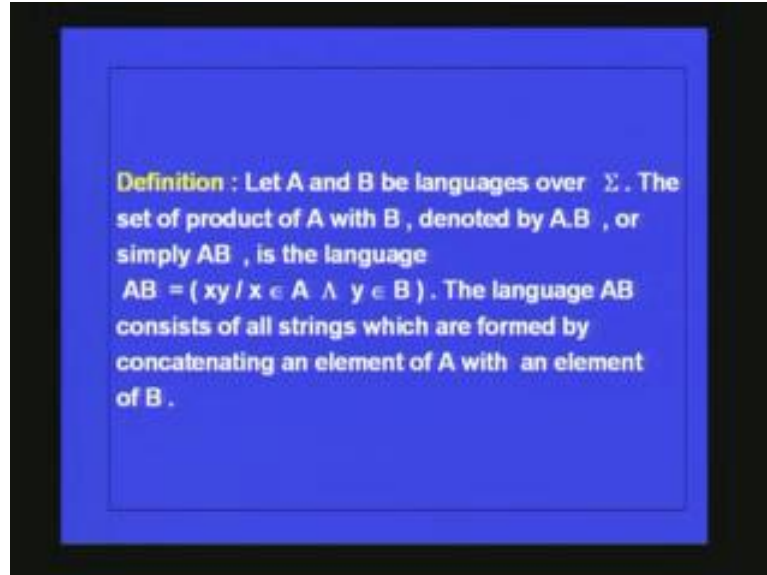 Definition : Let A and B be languages over Σ . The
set of product of A with B , denoted by A.B , or
simply AB , is the language
AB = ( xy / x ∈ A Λ y ∈ B ) . The language AB
consists of all strings which are formed by
concatenating an element of A with an element
of B .